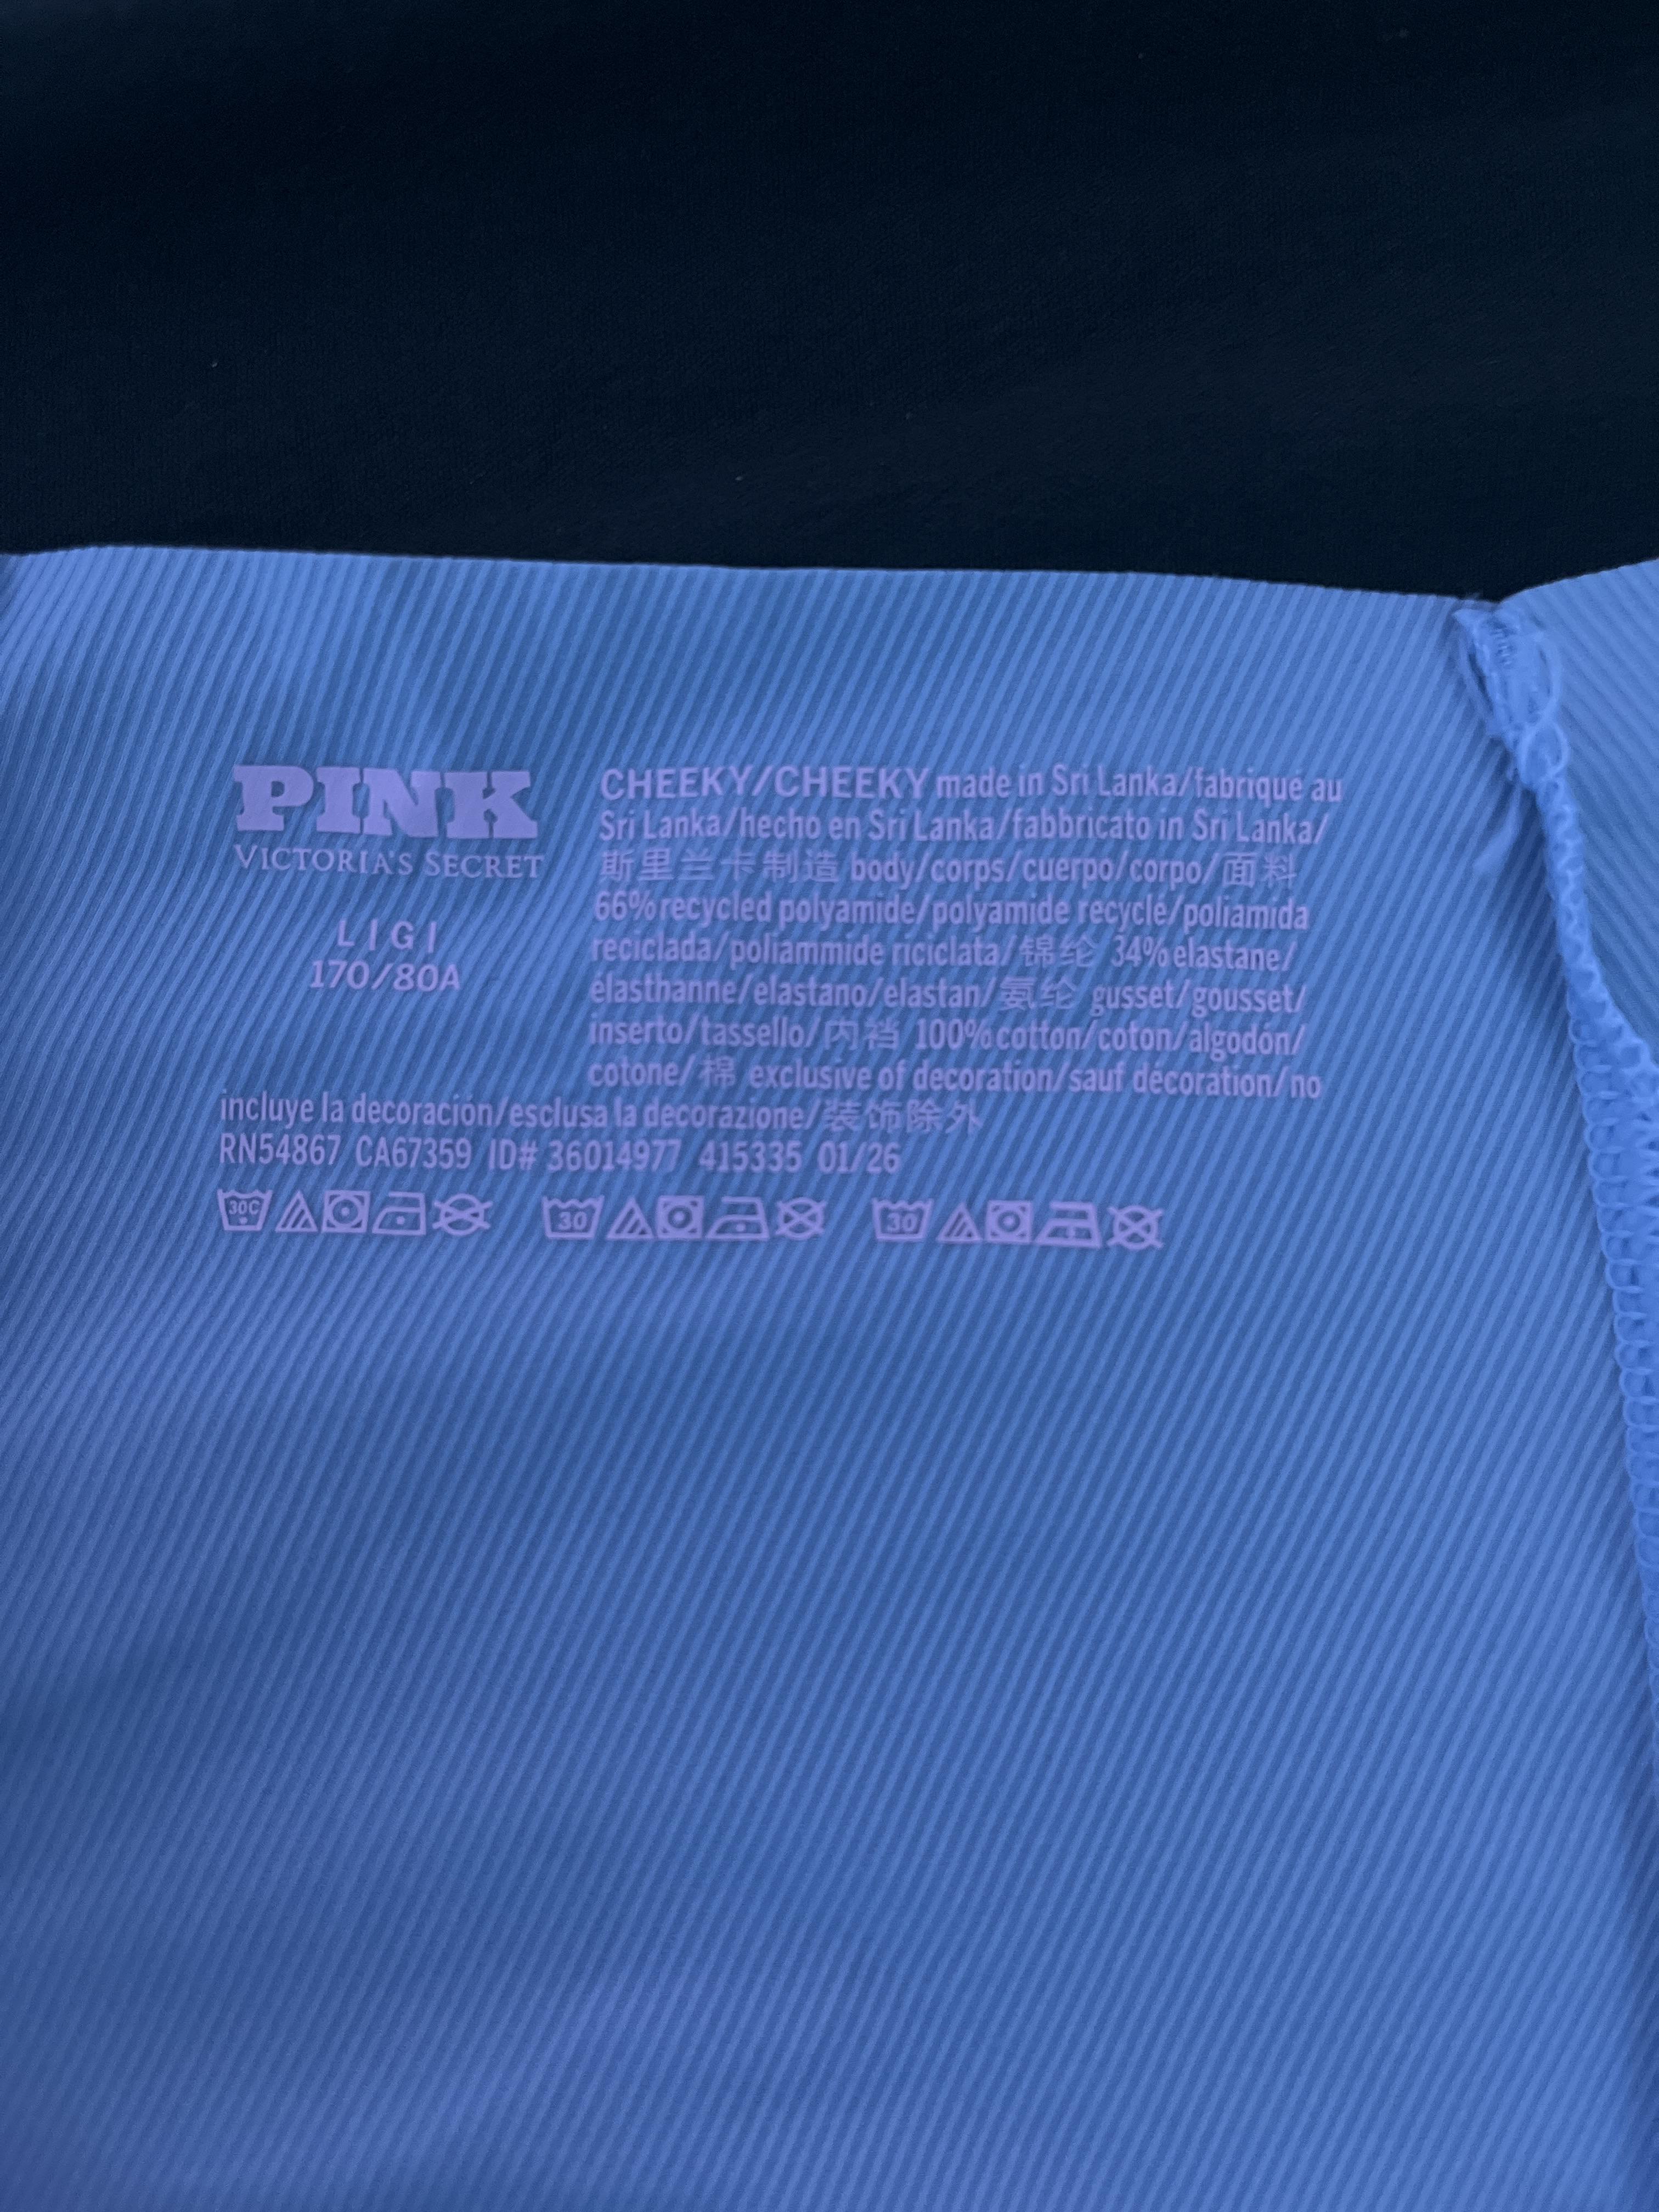 PINK
VICTORIA'S SECRET
L | G |
170/80A
CHEEKY/CHEEKY made in Sri Lanka/fabriqué au
Sri Lanka/hecho en Sri Lanka/fabbricato in Sri Lanka/
斯里兰卡制造 body/corps/cuerpo/corpo/面料
66% recycled polyamide/polyamide recyclé/poliamida
reciclada/poliammide riciclata/锦纶 34% elastane/
élasthanne/elastano/elastan/氨纶 gusset/gousset/
inserto/tassello/内裆 100% cotton/coton/algodón/
cotone/棉 exclusive of decoration/sauf décoration/no
incluye la decoración/esclusa la decorazione/装饰除外
RN54867 CA67359 ID# 36014977 415335 01/26
30C 30 30